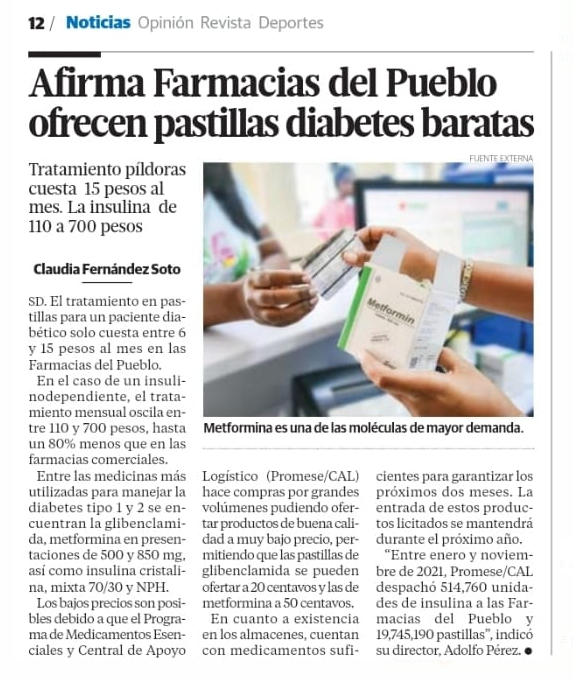 12 / Noticias Opinión Revista Deportes
Afirma Farmacias del Pueblo
ofrecen pastillas diabetes baratas
Tratamiento píldoras
cuesta 15 pesos al
mes. La insulina de
110 a 700 pesos
Claudia Fernández Soto
SD. El tratamiento en pas-
tillas para un paciente dia-
bético solo cuesta entre 6
y 15 pesos al mes en las
Farmacias del Pueblo.
En el caso de un insuli-
nodependiente, el trata-
miento mensual oscila en-
tre 110 y 700 pesos, hasta
un 80% menos que en las
farmacias comerciales.
Entre las medicinas más
utilizadas para manejar la
diabetes tipo 1 y 2 se en-
cuentran la glibenclami-
da, metformina en presen-
taciones de 500 y 850 mg,
así como insulina cristali-
na, mixta 70/30 y NPH.
Los bajos precios son posi-
bles debido a que el Progra-
ma de Medicamentos Esen-
ciales y Central de Apoyo
FUENTE EXTERNA
Metformin
Metformina es una de las moléculas de mayor demanda.
Logístico (Promese/CAL)
hace compras por grandes
volúmenes pudiendo ofer-
tar productos de buena cali-
dad a muy bajo precio, per-
mitiendo que las pastillas de
glibenclamida se pueden
ofertar a 20 centavos y las de
metformina a 50 centavos.
En cuanto a existencia
en los almacenes, cuentan
con medicamentos sufi-
cientes para garantizar los
próximos dos meses. La
entrada de estos produc-
tos licitados se mantendrá
durante el próximo año.
"Entre enero y noviem-
bre de 2021, Promese/CAL
despachó 514,760 unida-
des de insulina a las Far-
macias del Pueblo y
19,745,190 pastillas", indicó
su director, Adolfo Pérez. ●